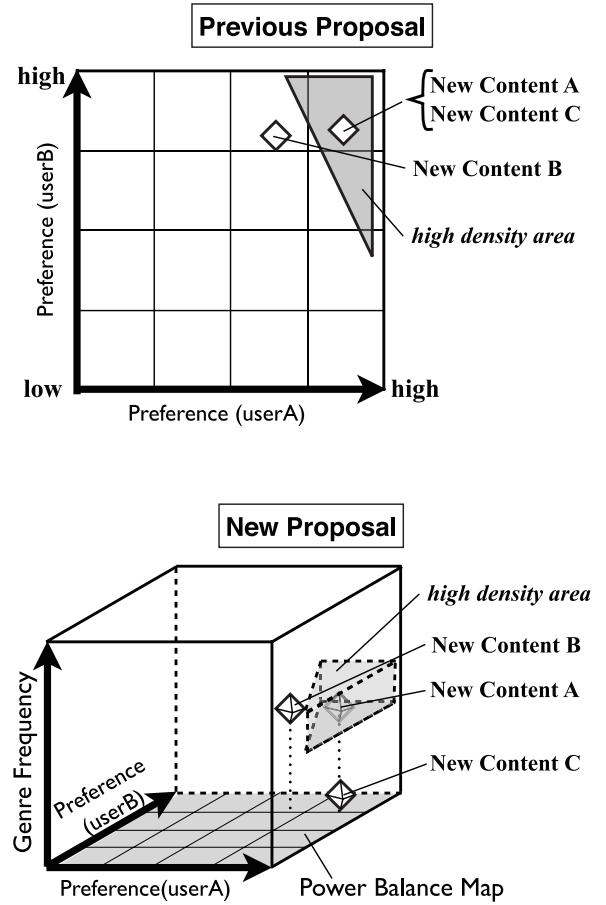 Previous Proposal
high
New Content A
New Content C
New Content B
high density area
Preference (userB)
low
high
Preference (userA)
New Proposal
high density area
New Content B
New Content A
New Content C
Genre Frequency
Preference
(userB)
Preference(userA)
Power Balance Map